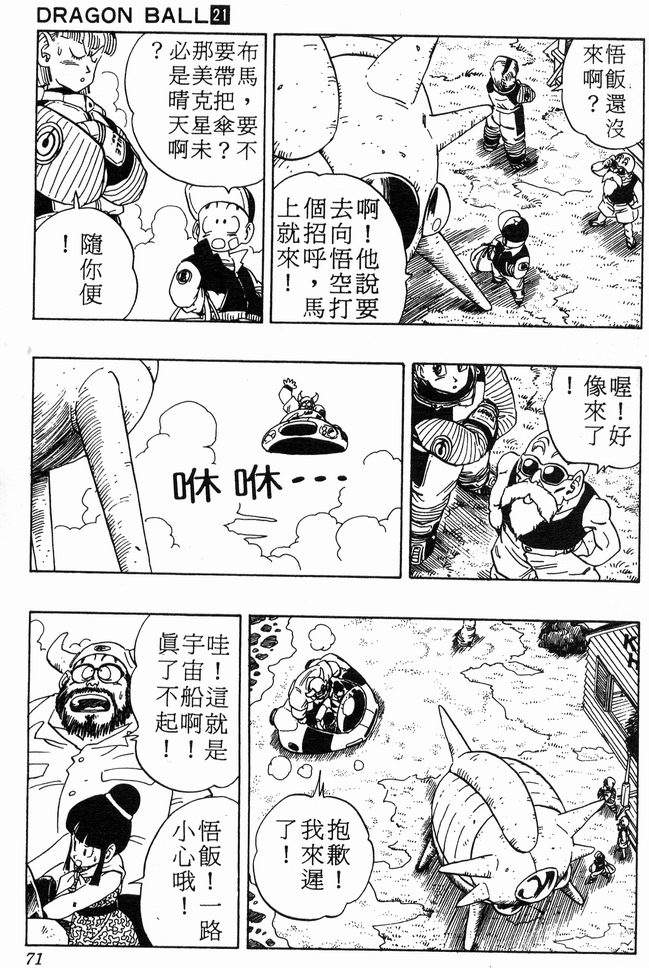 DRAGON BALL 21
悟飯還沒
來啊？
啊！他說要
去向悟空打
個招呼，馬
上就來！
布馬，要不
要帶把傘？
那美克星未
必是晴天啊
？
隨你便
！
喔！好
像來了
！
咻咻…
抱歉！
我來遲
了！
KA
哇！這就是
宇宙船啊！
眞了不起！
悟飯！一路
小心哦！
71